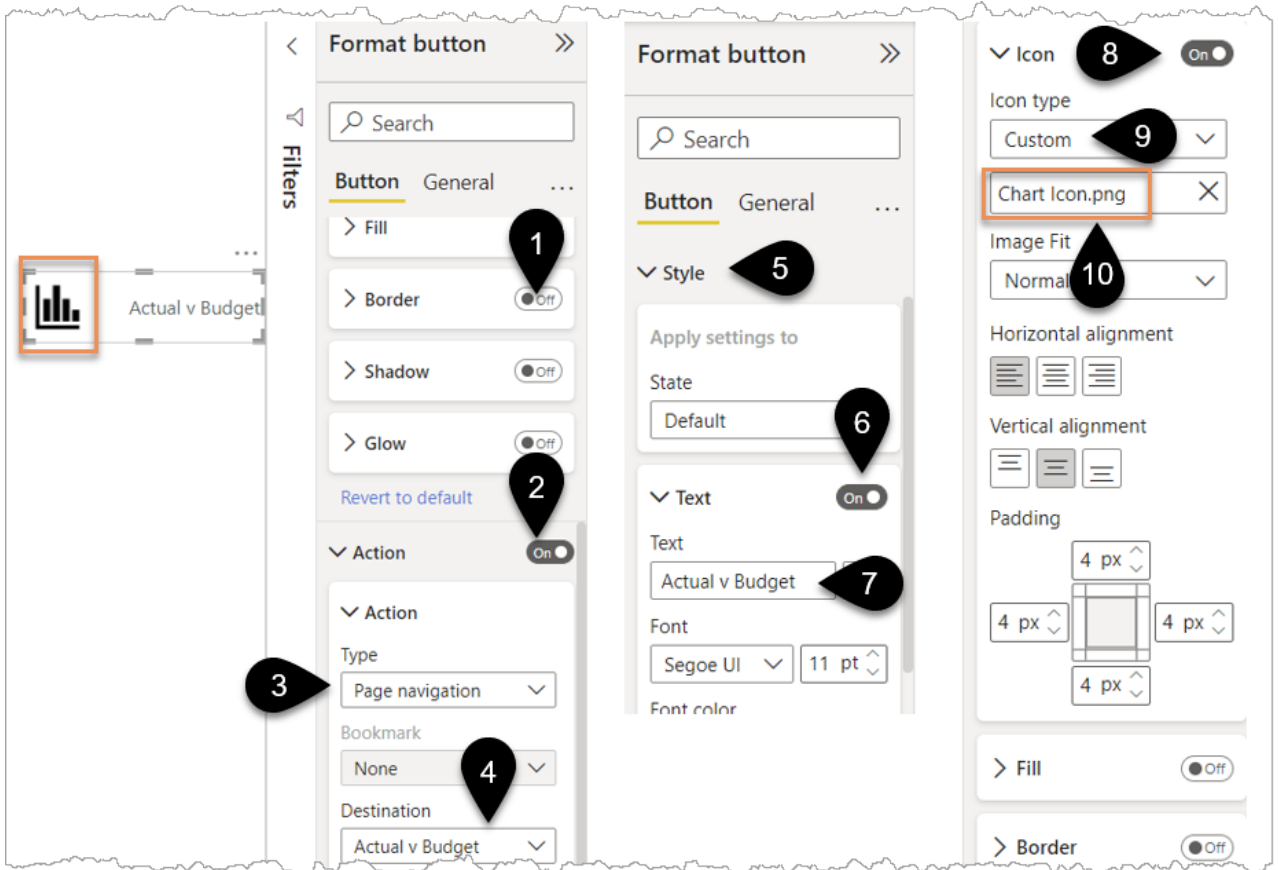 Actual v Budget
Filters
Format button
Search
Button General ...
Fill
1
Border Off
Shadow Off
Glow Off
Revert to default
2
Action On
Action
Type
3
Page navigation
Bookmark
None
4
Destination
Actual v Budget
Format button
Search
Button General ...
Style
5
Apply settings to
State
Default
6
Text On
Text
Actual v Budget
7
Font
Segoe UI 11 pt
Font color
Icon
8
On
Icon type
Custom
9
Chart Icon.png
Image Fit
Normal
10
Horizontal alignment
Vertical alignment
Padding
4 px
4 px 4 px
4 px
Fill Off
Border Off